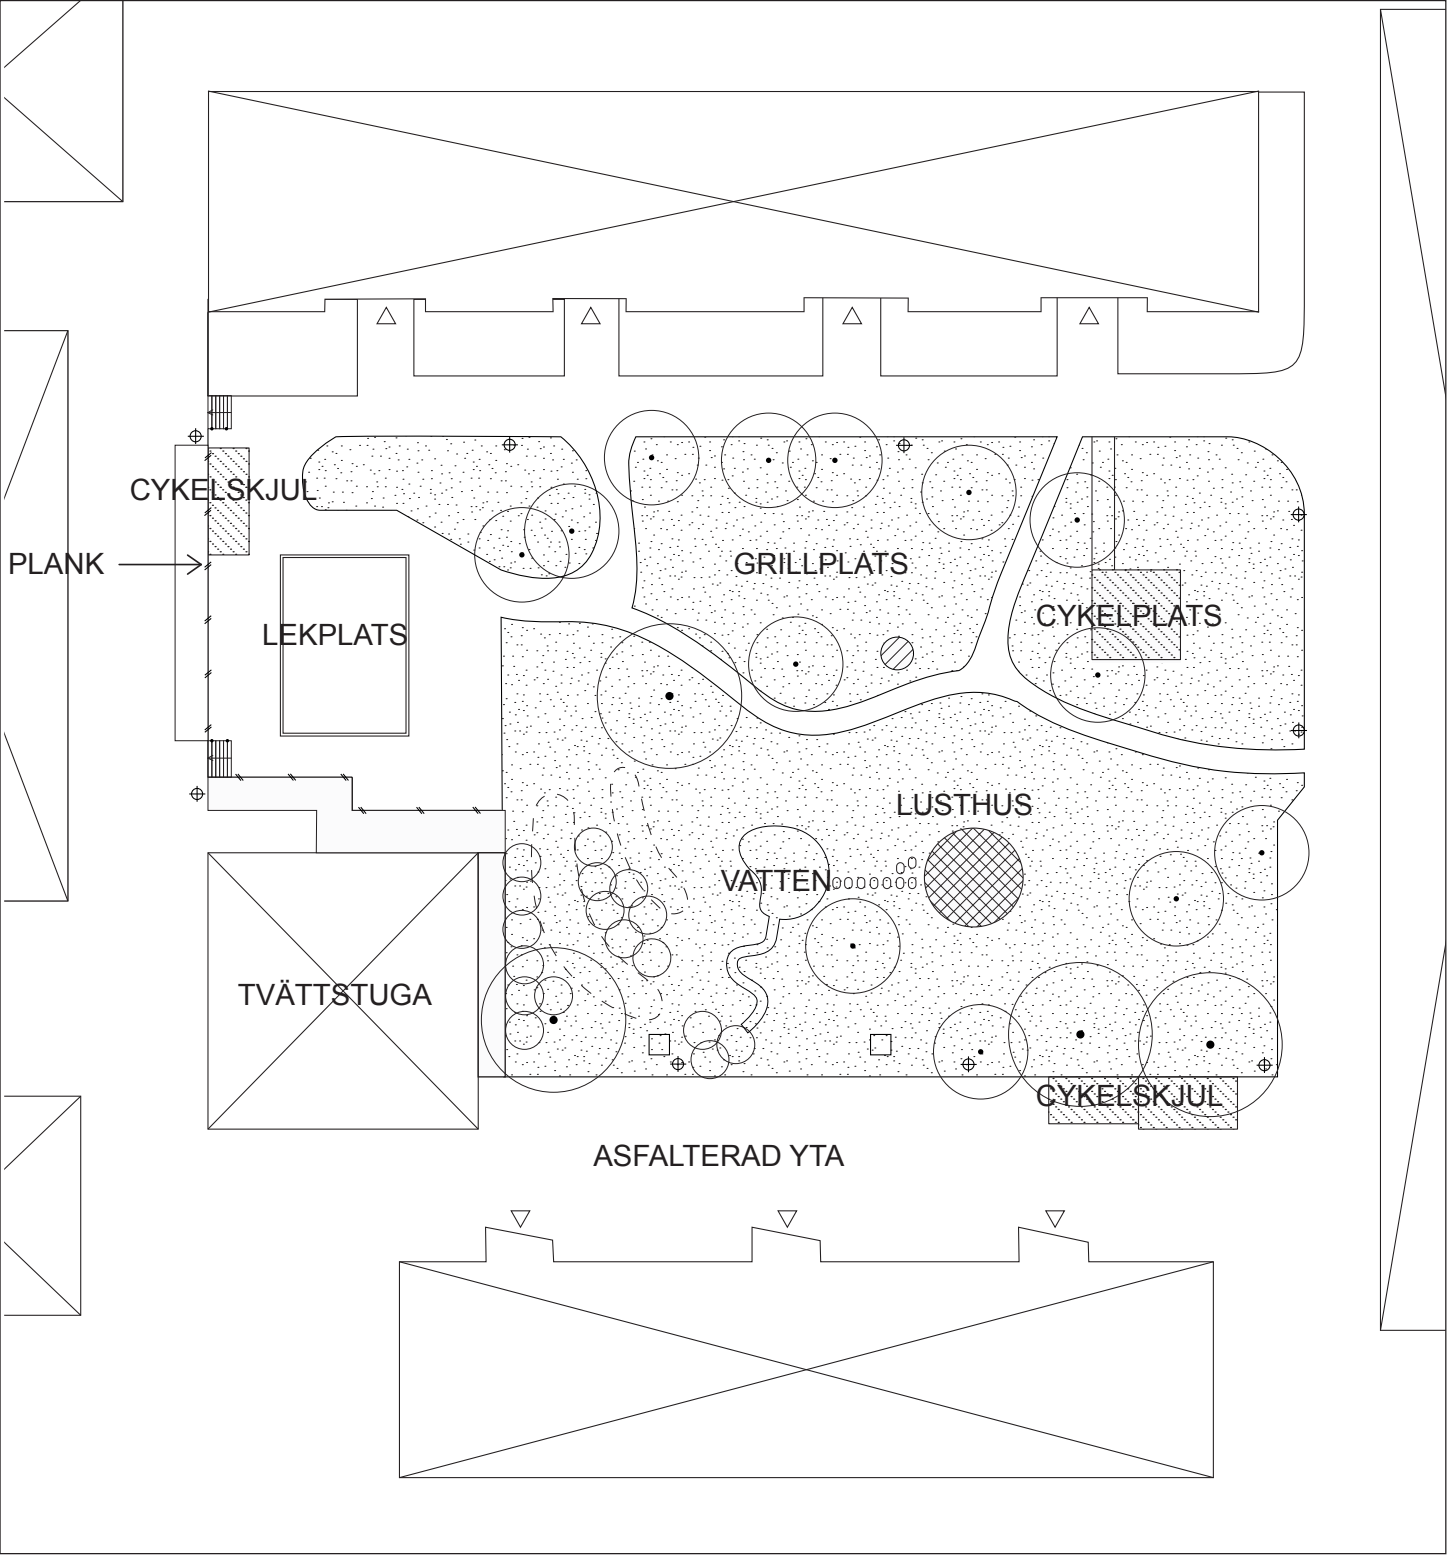 CYKELSKJUL
PLANK
GRILLPLATS
CYKELPLATS
LEKPLATS
LUSTHUS
VATTEN
TVÄTTSTUGA
CYKELSKJUL
ASFALTERAD YTA